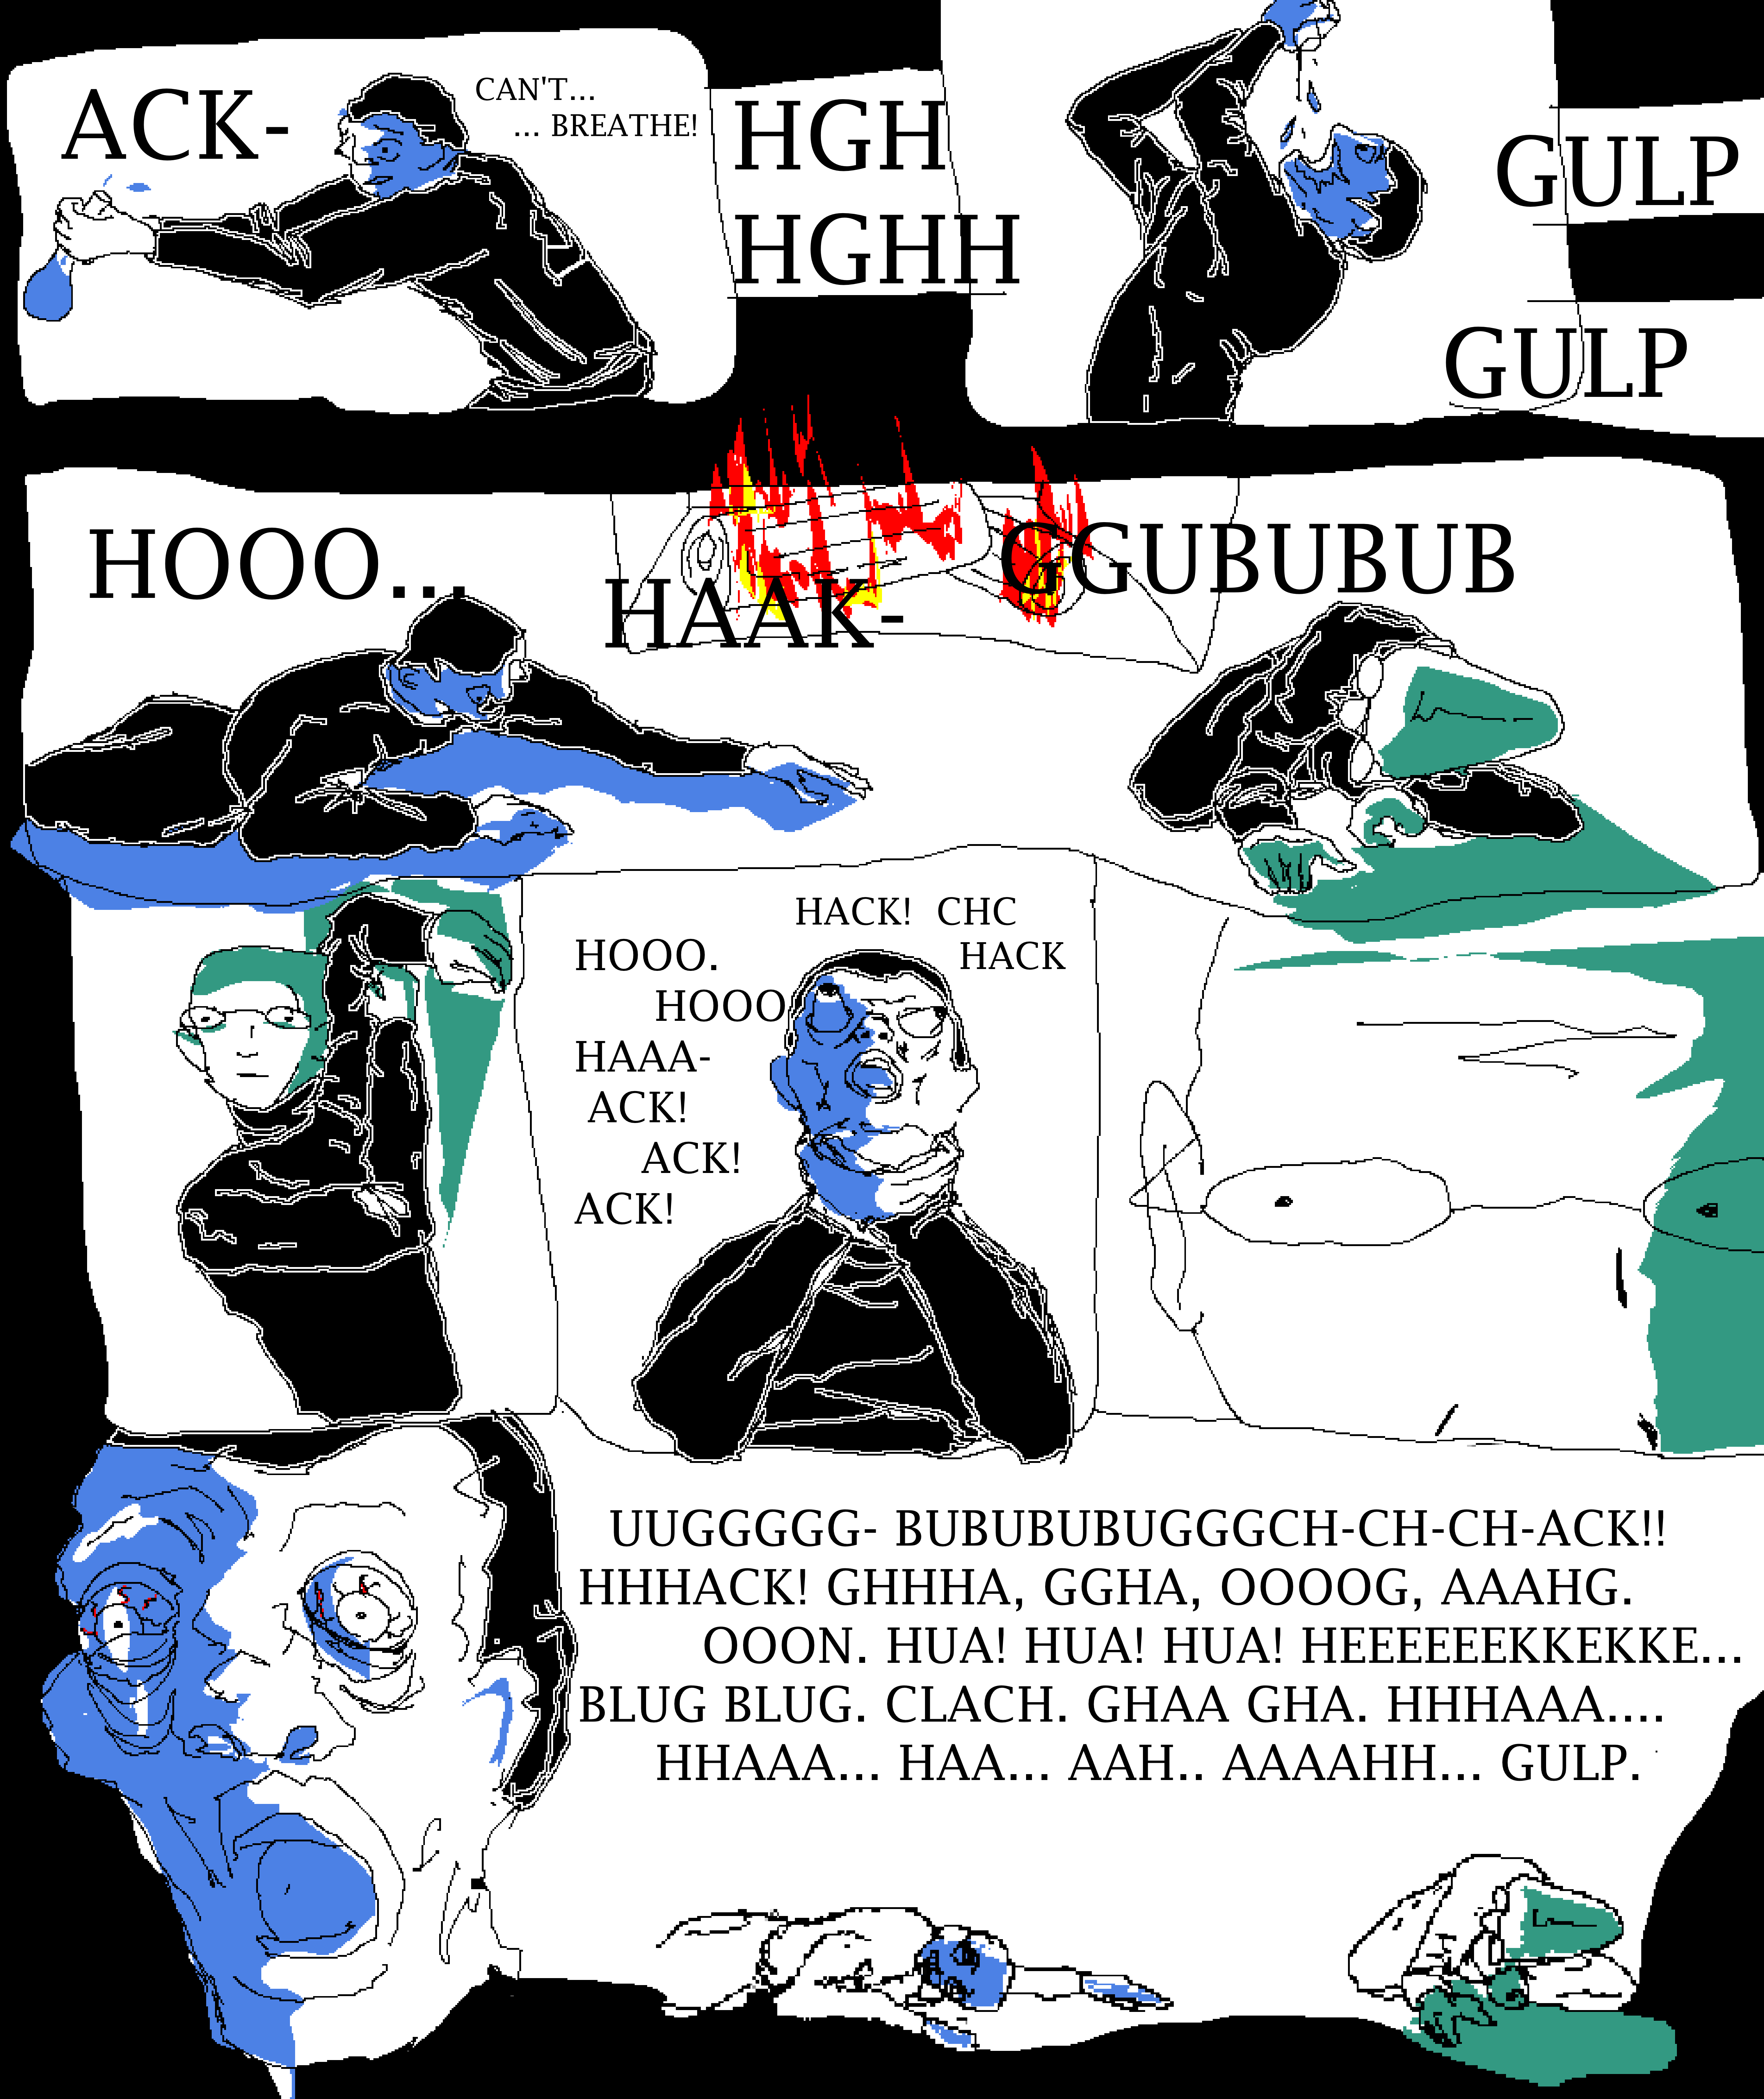 ACK-
CAN'T...
... BREATHE!
HGH
HGHH
GULP
GULP
HOOO...
HAAK-
GGUBUBUB
HACK! CHC
HACK
HOOO.
HOOO
HAAA-
ACK!
ACK!
ACK!
UUGGGGG- BUBUBUBUGGGCH-CH-CH-ACK!!
HHHACK! GHHHA, GGHA, OOOOG, AAAHG.
OOON. HUA! HUA! HUA! HEEEEEEKKEKKE...
BLUG BLUG. CLACH. GHAA GHA. HHHAAA....
HHAAA... HAA... AAH.. AAAAHH... GULP.